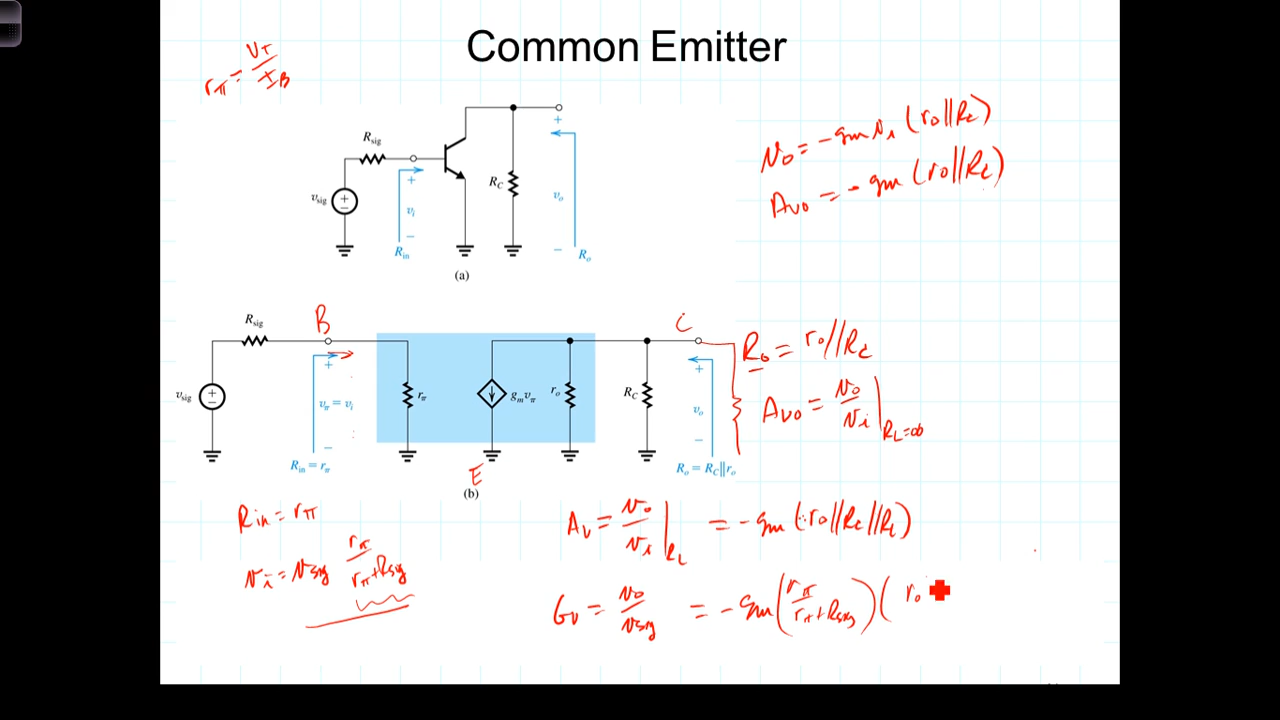 Common Emitter
rπ = VT / IB
Rsig
vsig
+
−
+
vi
−
Rin
RC
+
vo
−
Ro
(a)
vo = -gm vi (ro//Rc)
Avo = -gm (ro//Rc)
Rsig
B
C
vsig
+
−
+
vπ = vi
−
Rin = rπ
rπ
gmvπ
ro
RC
+
vo
−
Ro = RC||ro
E
(b)
Ro = ro//Rc
Avo = vo / vi | RL=∞
Rin = rπ
vi = vsig rπ / rπ+Rsig
Av = vo / vi | RL = -gm (ro//Rc//RL)
Gv = vo / vsig = -gm (rπ / rπ+Rsig) ( ro